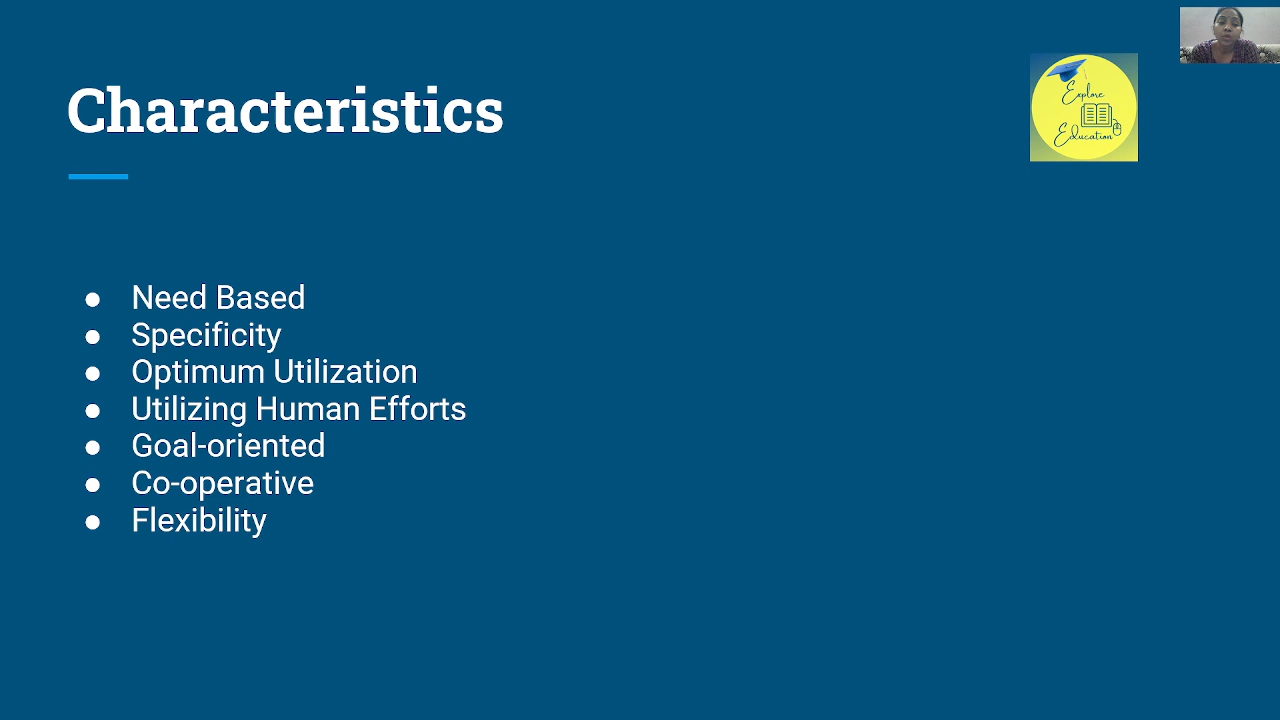 Characteristics
Explore
Education
Need Based
Specificity
Optimum Utilization
Utilizing Human Efforts
Goal-oriented
Co-operative
Flexibility